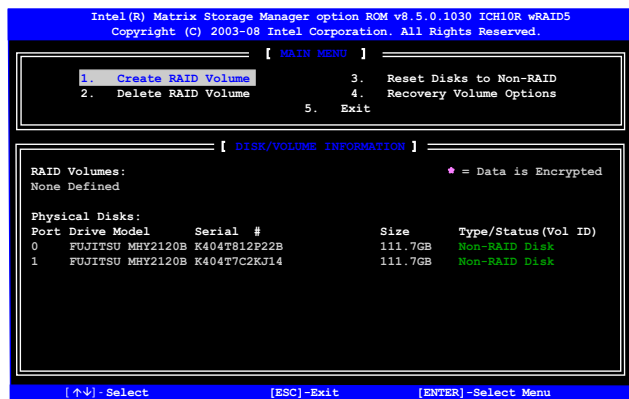 Intel(R) Matrix Storage Manager option ROM v8.5.0.1030 ICH10R wRAID5
Copyright (C) 2003-08 Intel Corporation. All Rights Reserved.
[ MAIN MENU ]
1. Create RAID Volume 3. Reset Disks to Non-RAID
2. Delete RAID Volume 4. Recovery Volume Options
5. Exit
[ DISK/VOLUME INFORMATION ]
RAID Volumes: * = Data is Encrypted
None Defined
Physical Disks:
Port Drive Model Serial # Size Type/Status(Vol ID)
0 FUJITSU MHY2120B K404T812P22B 111.7GB Non-RAID Disk
1 FUJITSU MHY2120B K404T7C2KJ14 111.7GB Non-RAID Disk
[↑↓]-Select [ESC]-Exit [ENTER]-Select Menu